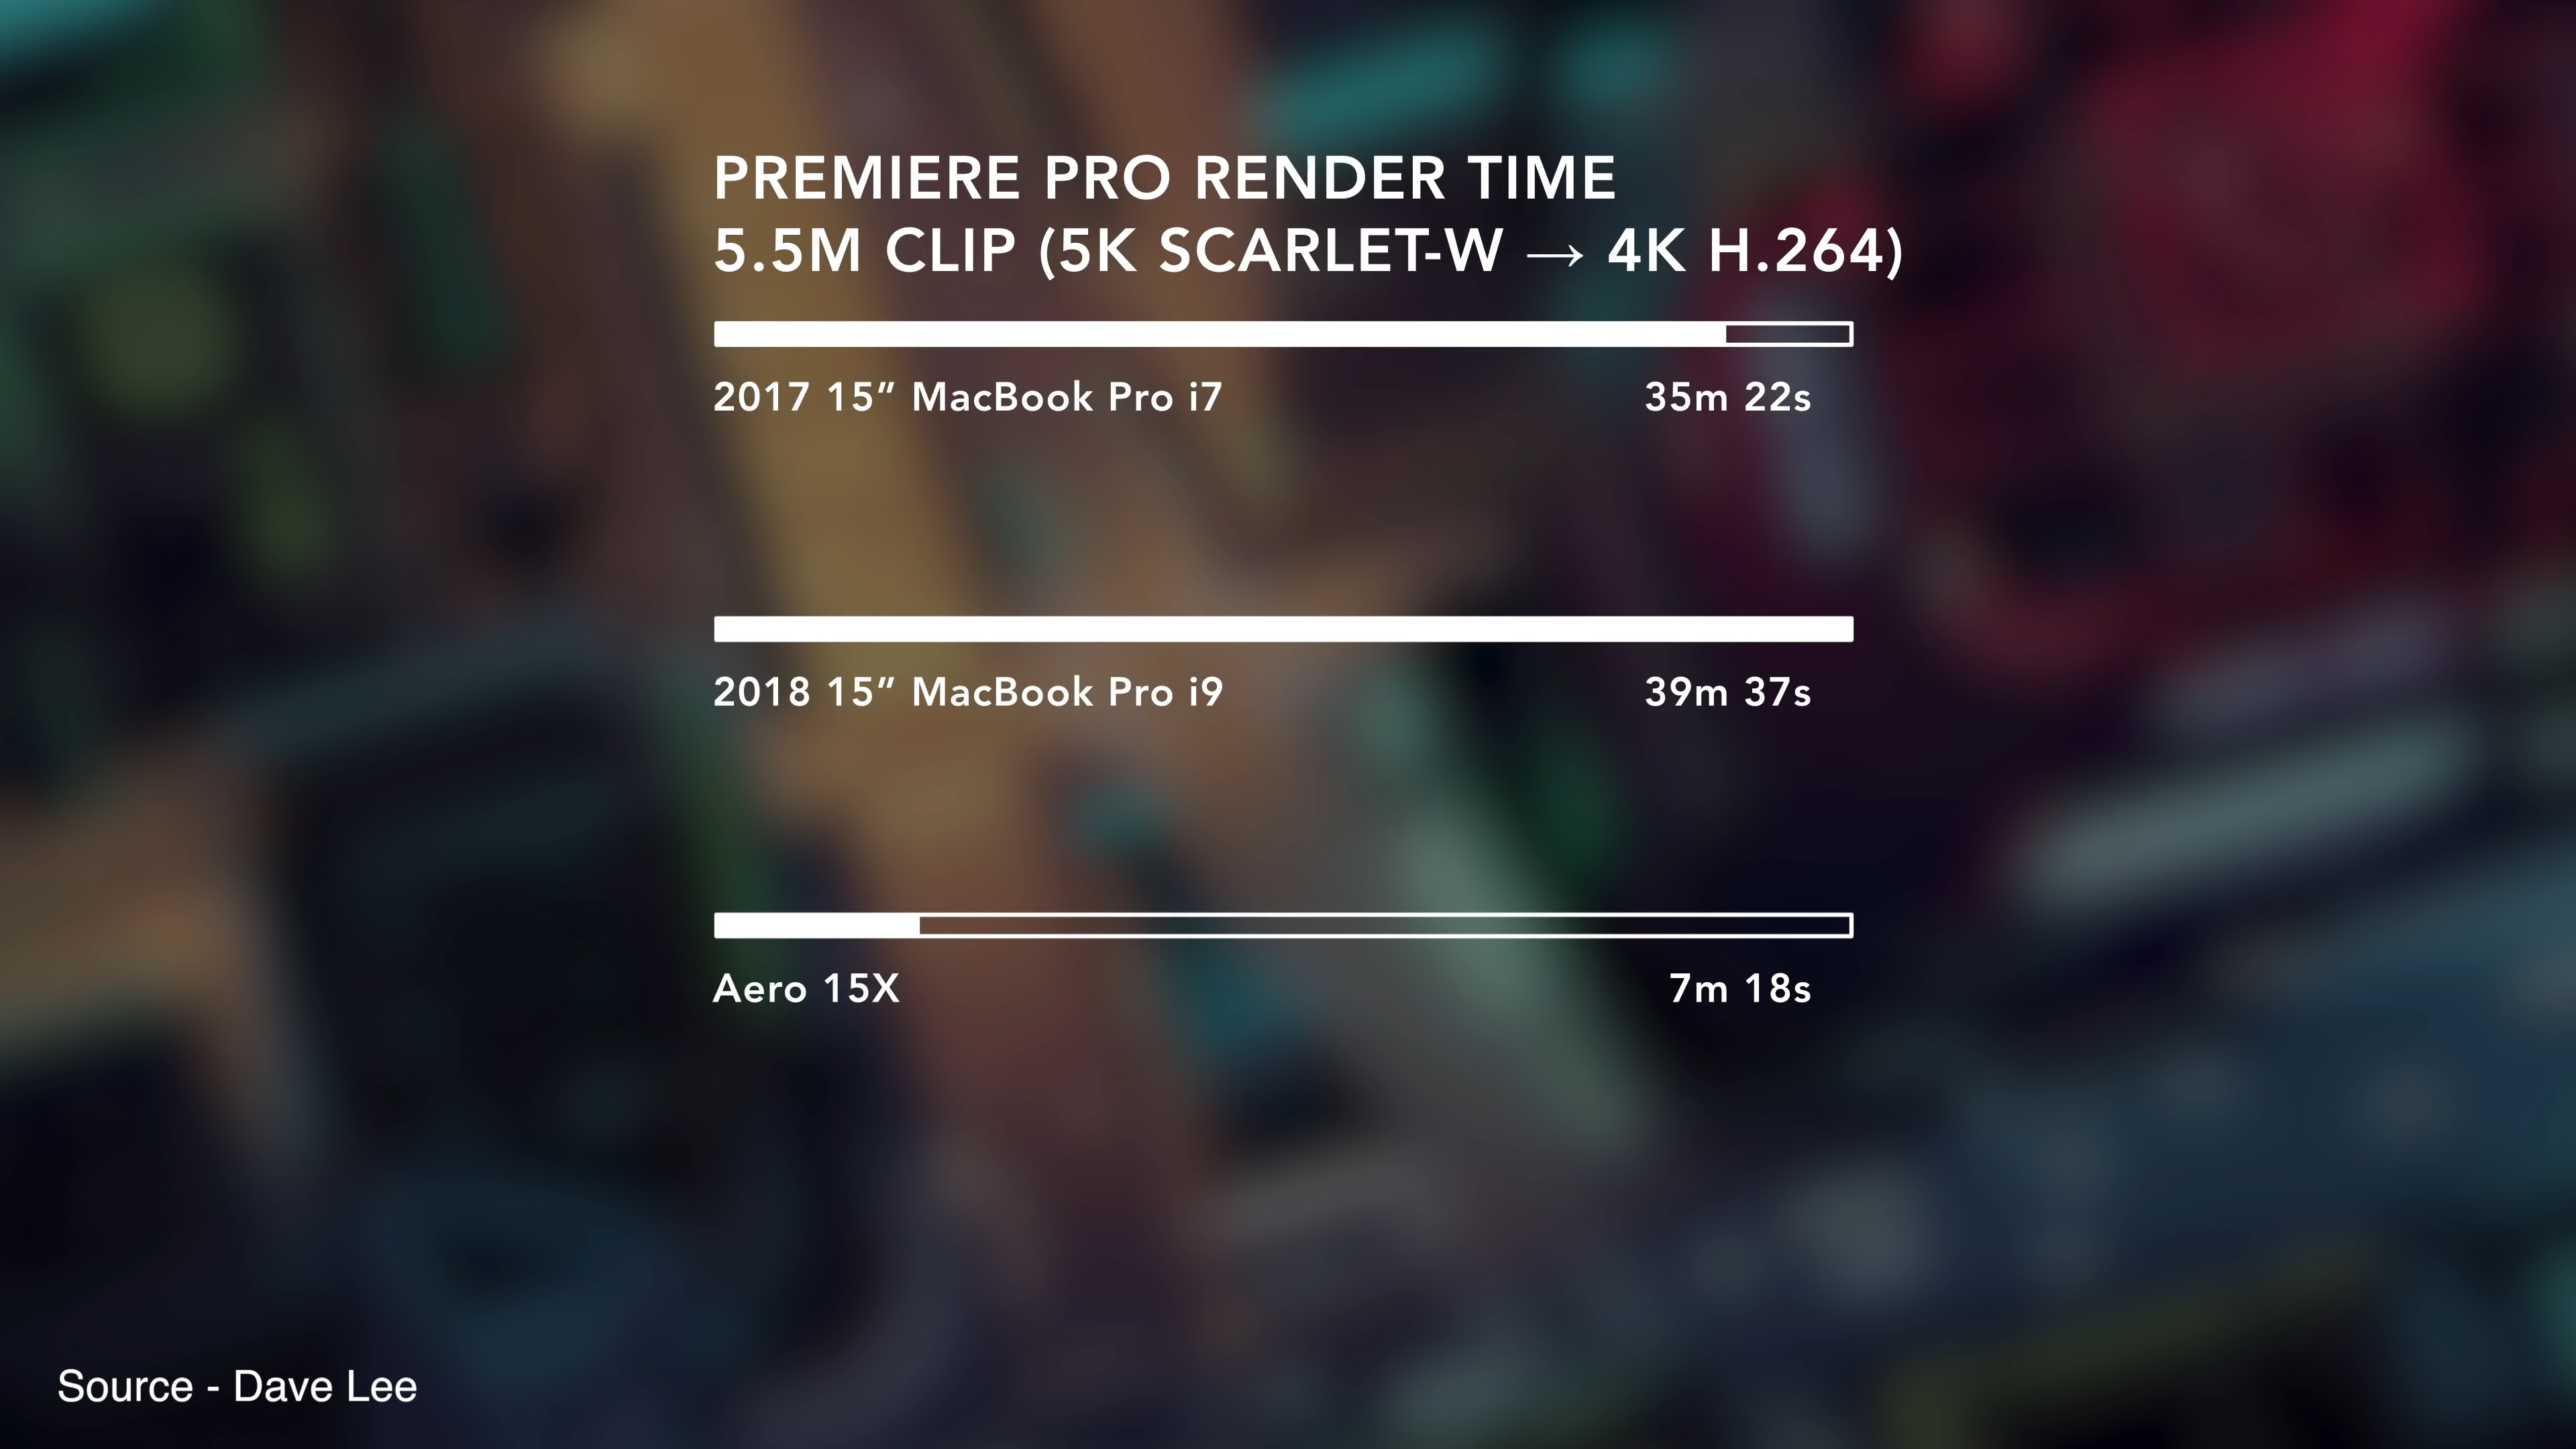 PREMIERE PRO RENDER TIME
5.5M CLIP (5K SCARLET-W → 4K H.264)
2017 15” MacBook Pro i7 35m 22s
2018 15” MacBook Pro i9 39m 37s
Aero 15X 7m 18s
Source - Dave Lee